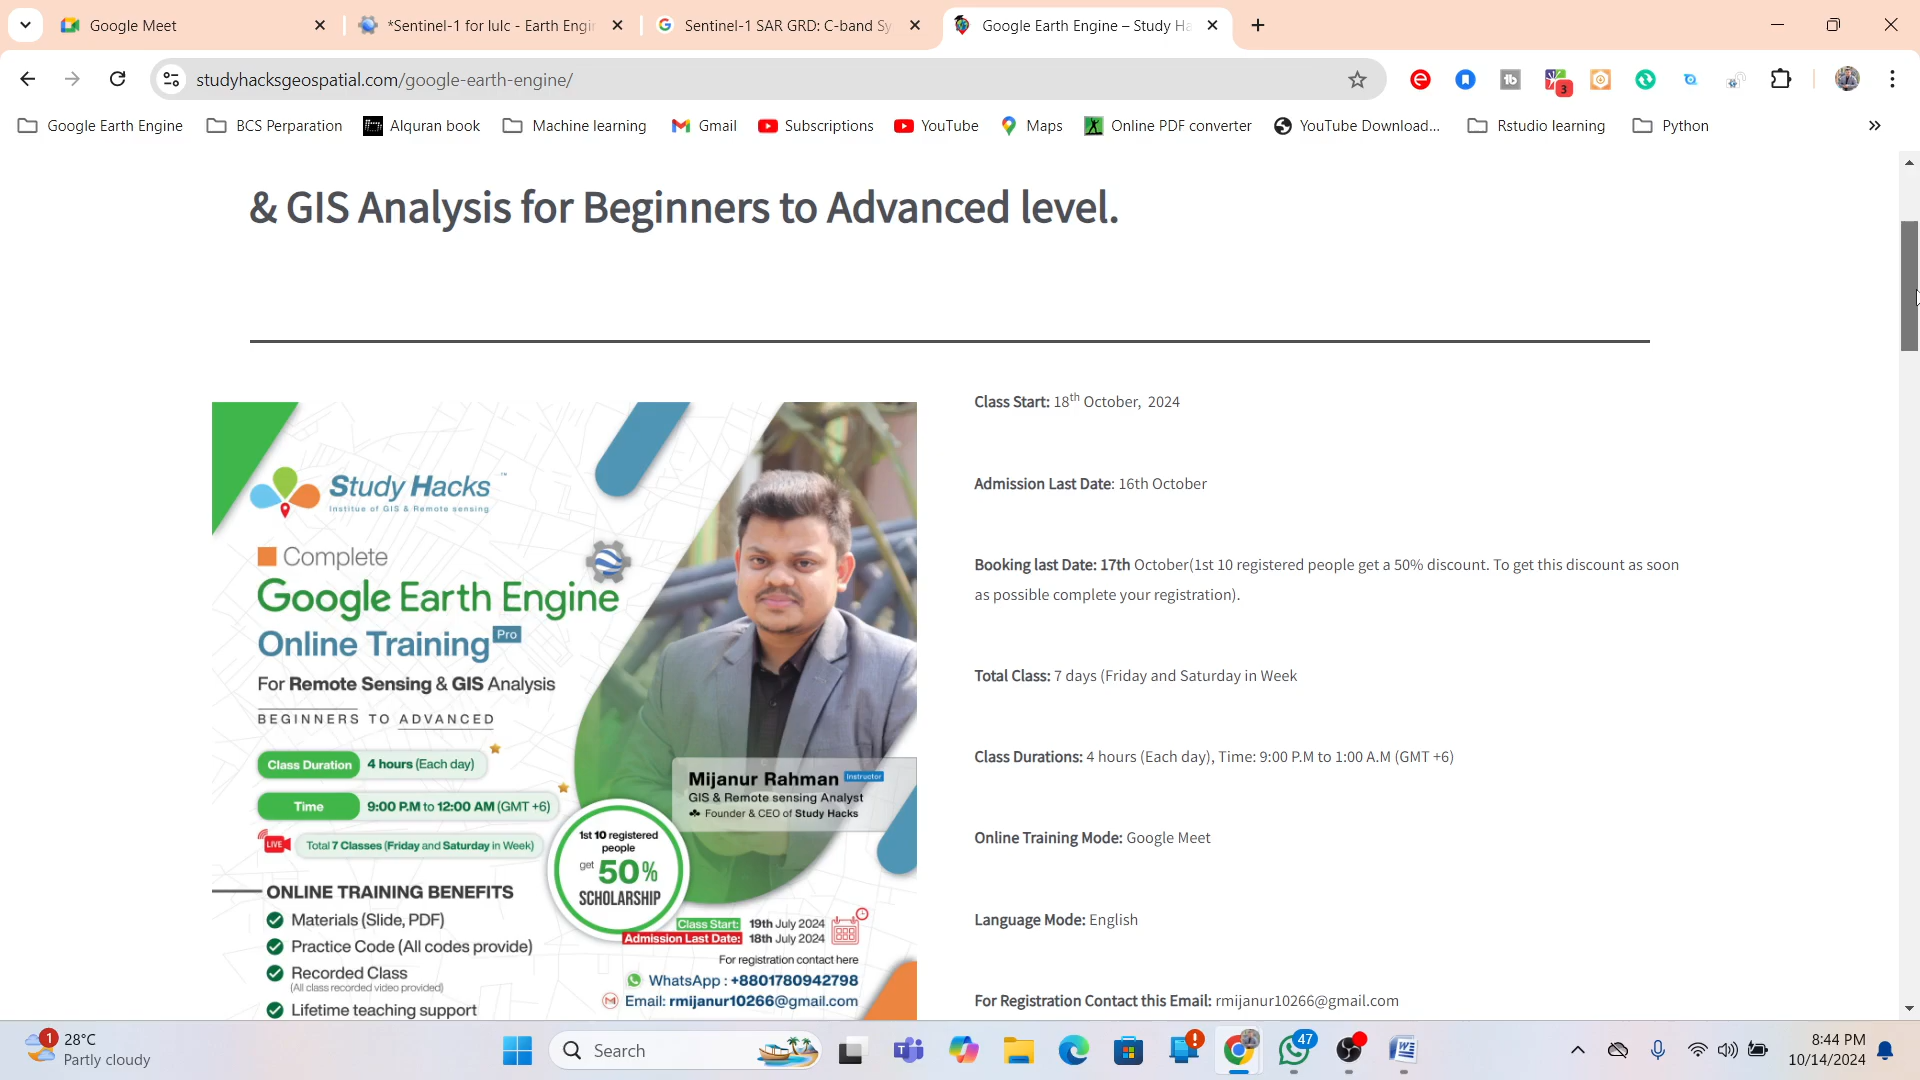 Google Meet
*Sentinel-1 for lulc - Earth Engin
Sentinel-1 SAR GRD: C-band Sy
Google Earth Engine – Study Ha
studyhacksgeospatial.com/google-earth-engine/
3
Google Earth Engine
BCS Perparation
Alquran book
Machine learning
Gmail
Subscriptions
YouTube
Maps
Online PDF converter
YouTube Download...
Rstudio learning
Python
& GIS Analysis for Beginners to Advanced level.
Study Hacks™
Institue of GIS & Remote sensing
Complete
Google Earth Engine
Online Training Pro
For Remote Sensing & GIS Analysis
BEGINNERS TO ADVANCED
Class Duration 4 hours (Each day)
Time 9:00 P.M to 12:00 AM (GMT +6)
LIVE Total 7 Classes (Friday and Saturday in Week)
ONLINE TRAINING BENEFITS
Materials (Slide, PDF)
Practice Code (All codes provide)
Recorded Class
(All class recorded video provided)
Lifetime teaching support
Mijanur Rahman Instructor
GIS & Remote sensing Analyst
Founder & CEO of Study Hacks
1st 10 registered
people
get 50%
SCHOLARSHIP
Class Start: 19th July 2024
Admission Last Date: 18th July 2024
For registration contact here
WhatsApp : +8801780942798
Email: rmijanur10266@gmail.com
Class Start: 18th October, 2024
Admission Last Date: 16th October
Booking last Date: 17th October(1st 10 registered people get a 50% discount. To get this discount as soon
as possible complete your registration).
Total Class: 7 days (Friday and Saturday in Week
Class Durations: 4 hours (Each day), Time: 9:00 P.M to 1:00 A.M (GMT +6)
Online Training Mode: Google Meet
Language Mode: English
For Registration Contact this Email: rmijanur10266@gmail.com
1
28°C
Partly cloudy
Search
47
8:44 PM
10/14/2024